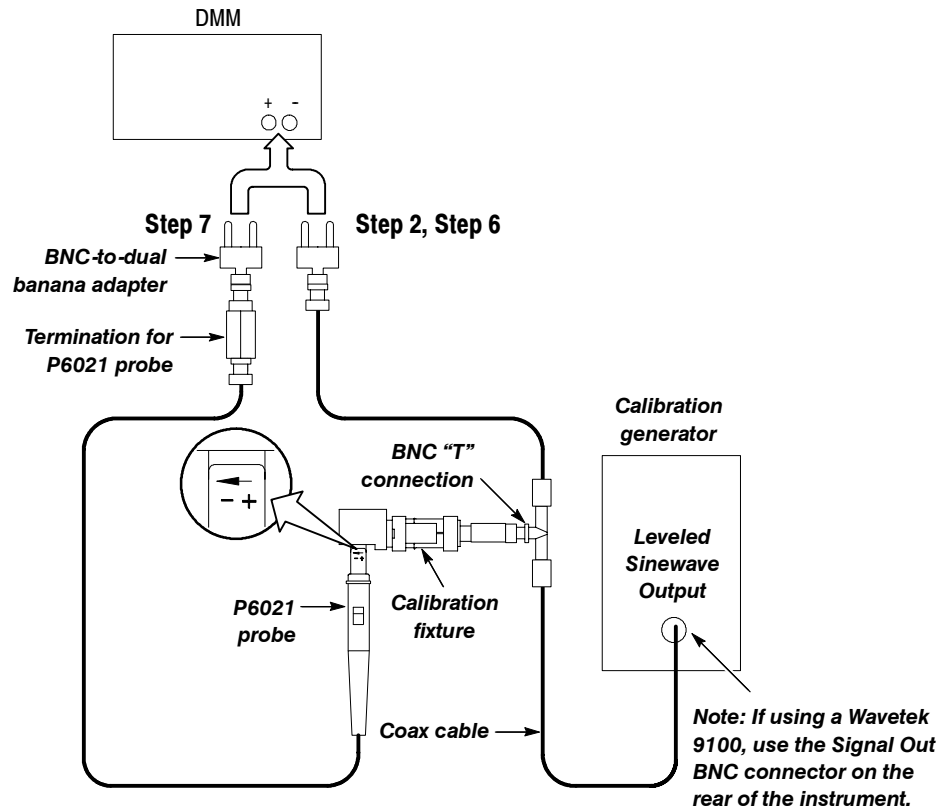 DMM
+ -
Step 7
Step 2, Step 6
BNC-to-dual
banana adapter
Termination for
P6021 probe
Calibration
generator
BNC “T”
connection
- +
- +
Leveled
Sinewave
Output
P6021
probe
Calibration
fixture
Coax cable
Note: If using a Wavetek
9100, use the Signal Out
BNC connector on the
rear of the instrument.